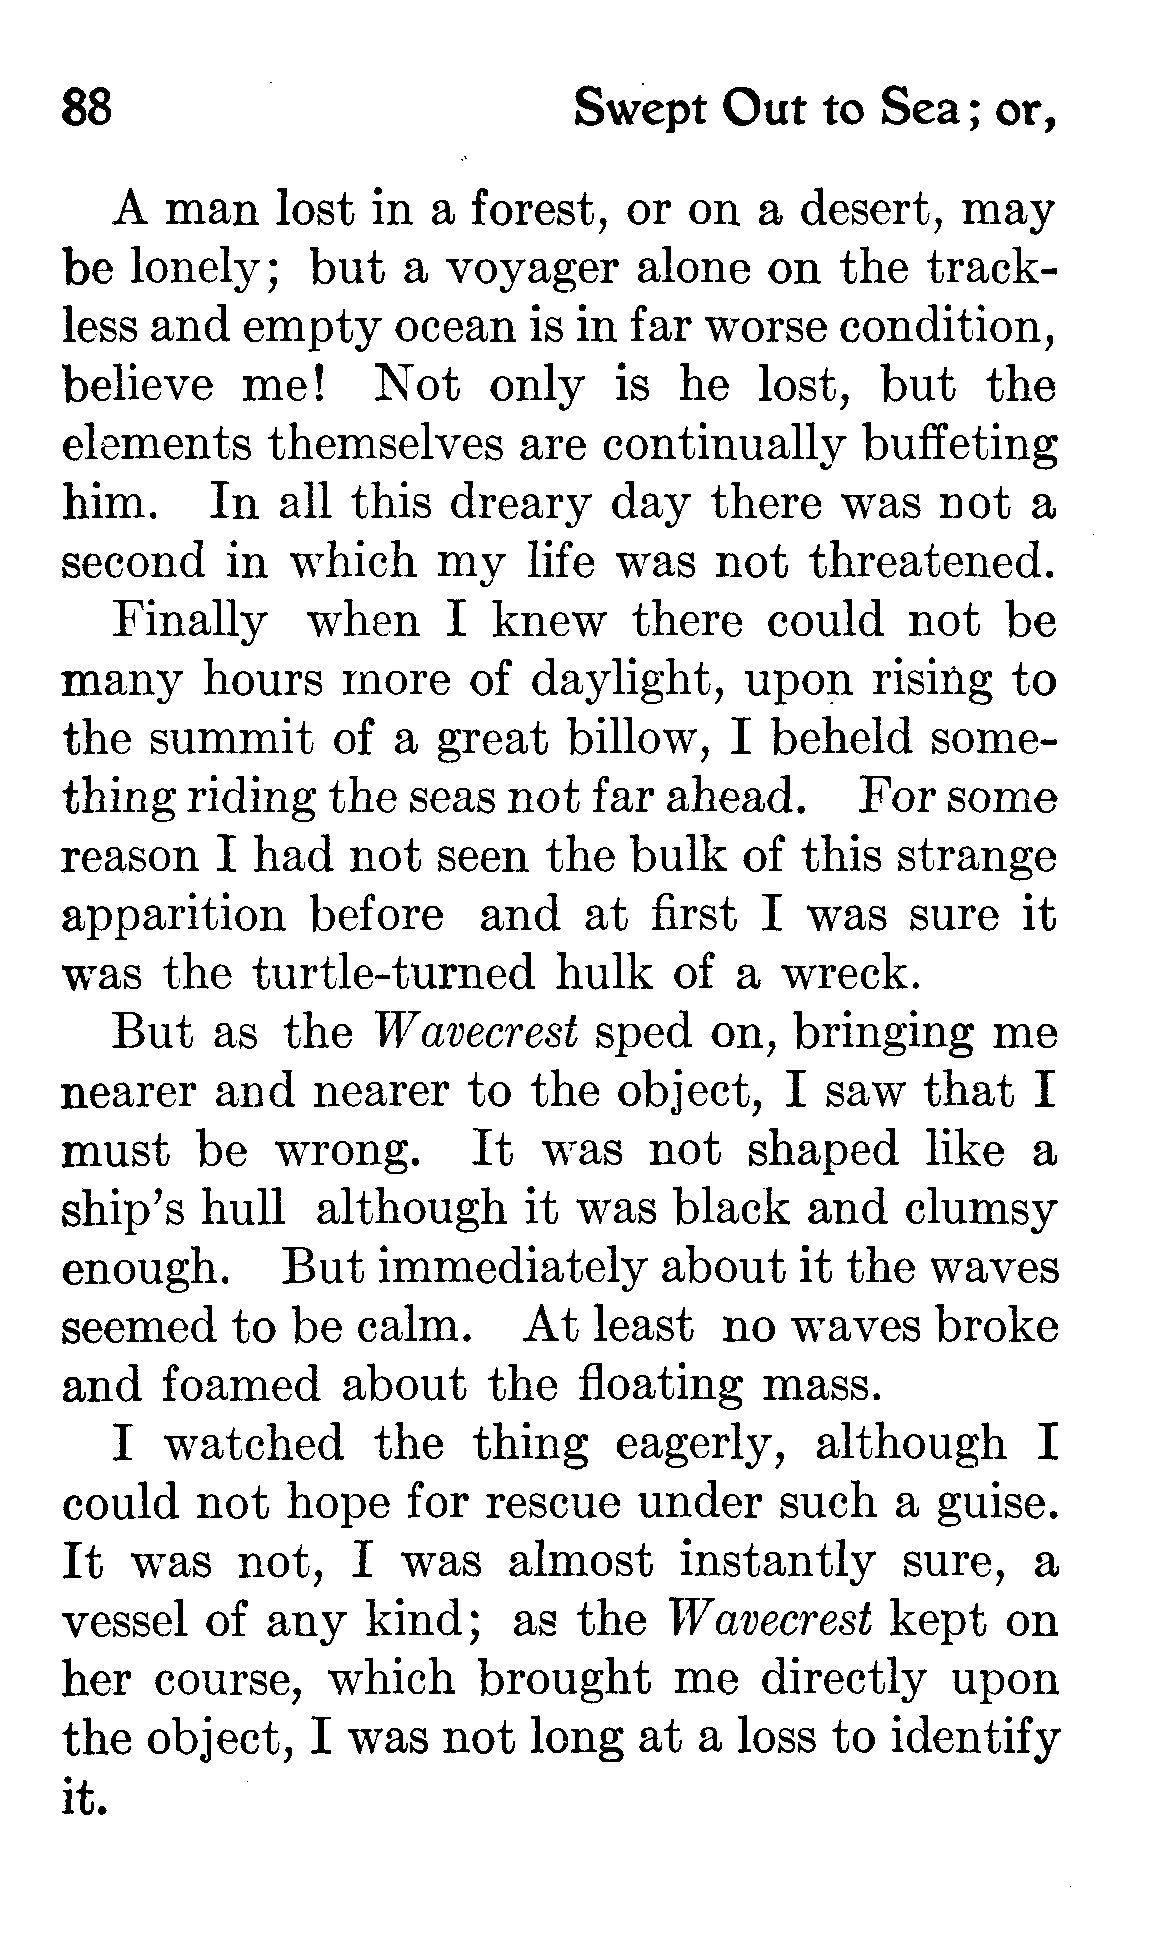 88 Swept Out to Sea; or,
A man lost in a forest, or on a desert, may
be lonely; but a voyager alone on the track-
less and empty ocean is in far worse condition,
believe me! Not only is he lost, but the
elements themselves are continually buffeting
him. In all this dreary day there was not a
second in which my life was not threatened.
Finally when I knew there could not be
many hours more of daylight, upon rising to
the summit of a great billow, I beheld some-
thing riding the seas not far ahead. For some
reason I had not seen the bulk of this strange
apparition before and at first I was sure it
was the turtle-turned hulk of a wreck.
But as the Wavecrest sped on, bringing me
nearer and nearer to the object, I saw that I
must be wrong. It was not shaped like a
ship's hull although it was black and clumsy
enough. But immediately about it the waves
seemed to be calm. At least no waves broke
and foamed about the floating mass.
I watched the thing eagerly, although I
could not hope for rescue under such a guise.
It was not, I was almost instantly sure, a
vessel of any kind; as the Wavecrest kept on
her course, which brought me directly upon
the object, I was not long at a loss to identify
it.